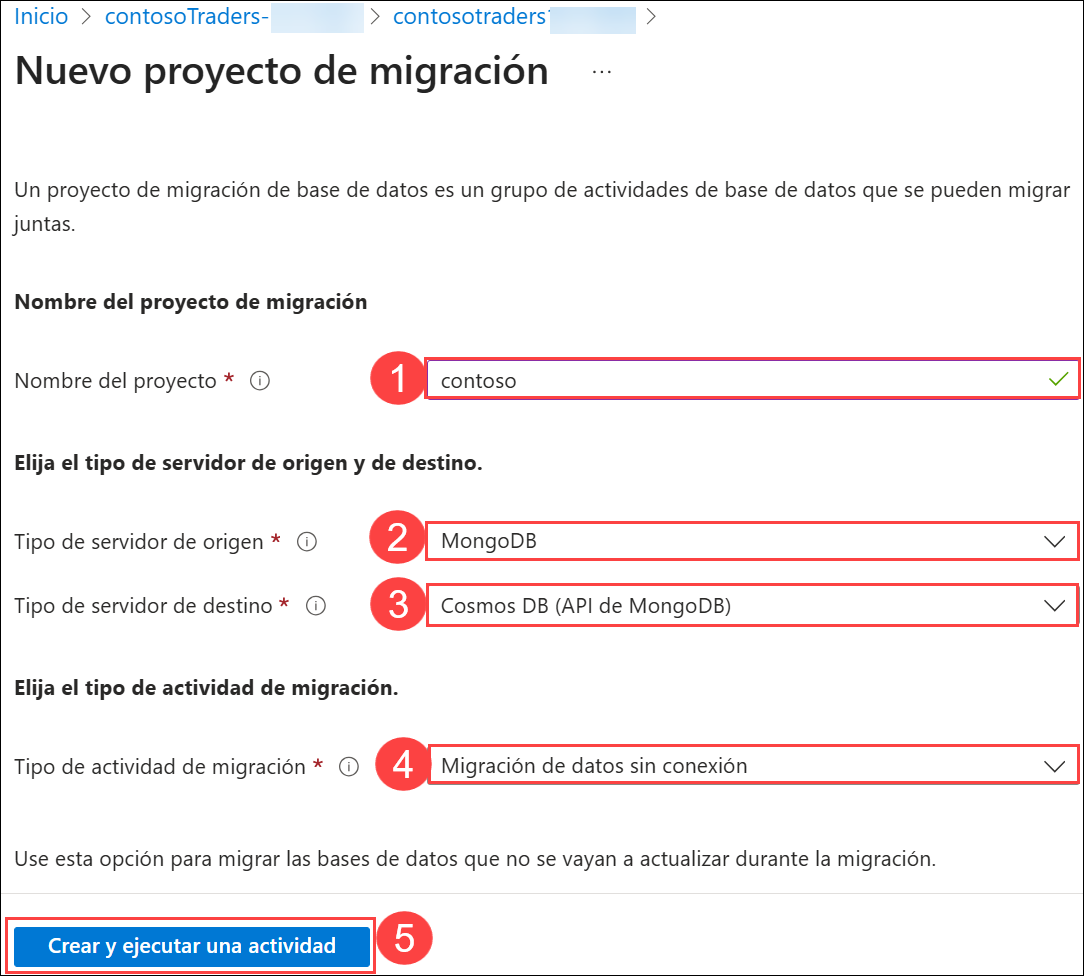 Inicio > contosoTraders- > contosotraders >
Nuevo proyecto de migración ...
Un proyecto de migración de base de datos es un grupo de actividades de base de datos que se pueden migrar
juntas.
Nombre del proyecto de migración
Nombre del proyecto * 1 contoso
Elija el tipo de servidor de origen y de destino.
Tipo de servidor de origen * 2 MongoDB
Tipo de servidor de destino * 3 Cosmos DB (API de MongoDB)
Elija el tipo de actividad de migración.
Tipo de actividad de migración * 4 Migración de datos sin conexión
Use esta opción para migrar las bases de datos que no se vayan a actualizar durante la migración.
Crear y ejecutar una actividad 5